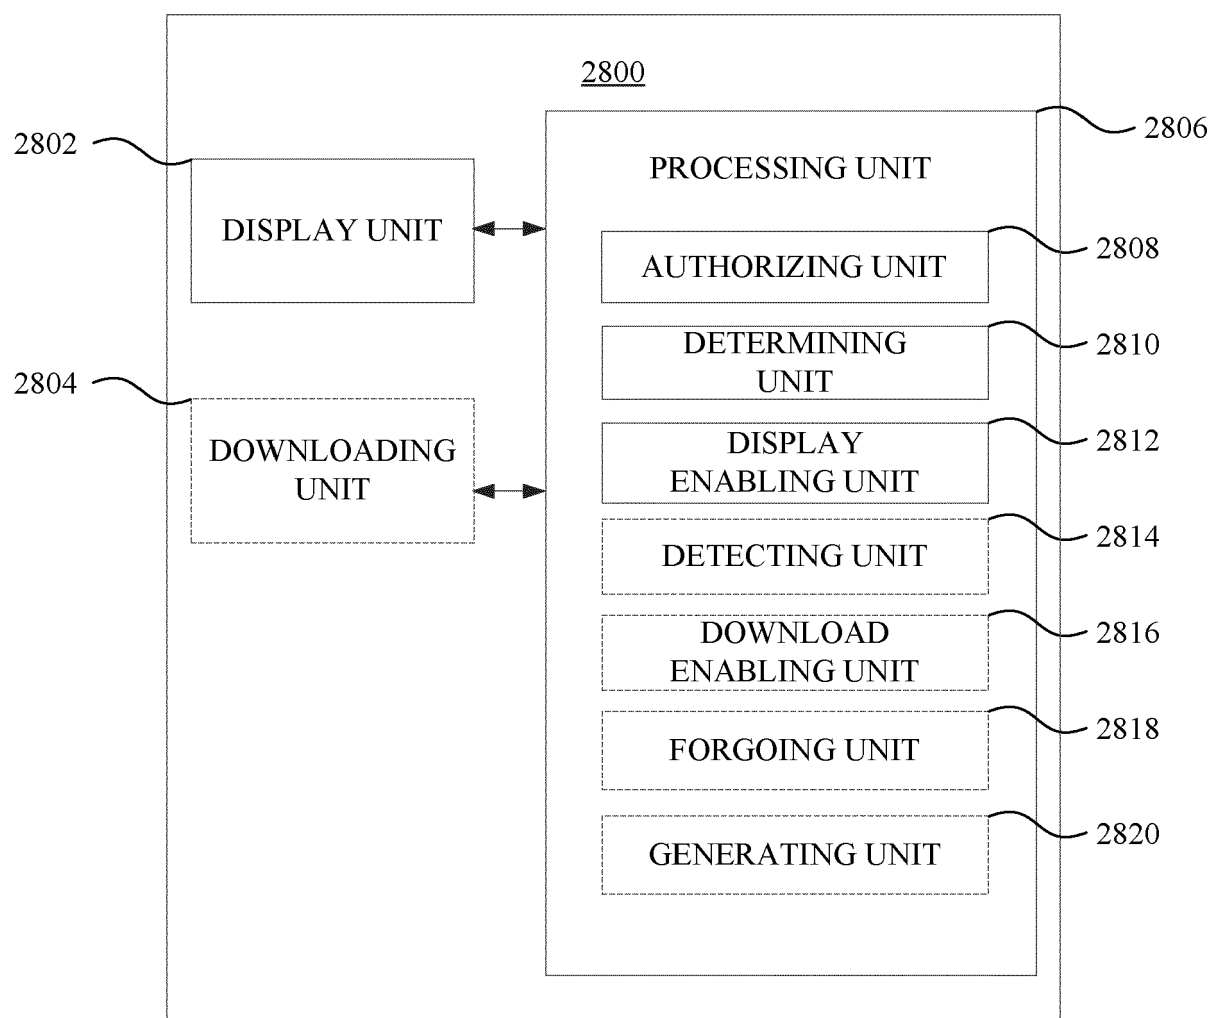 2800
2802
2806
PROCESSING UNIT
DISPLAY UNIT
AUTHORIZING UNIT
2808
DETERMINING
UNIT
2810
2804
DOWNLOADING
UNIT
DISPLAY
ENABLING UNIT
2812
DETECTING UNIT
2814
DOWNLOAD
ENABLING UNIT
2816
FORGOING UNIT
2818
GENERATING UNIT
2820